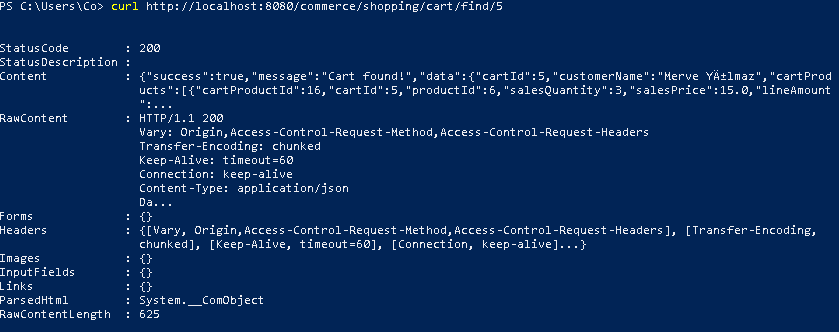 PS C:\Users\Co> curl http://localhost:8080/commerce/shopping/cart/find/5
StatusCode : 200
StatusDescription :
Content : {"success":true,"message":"Cart found!","data":{"cartId":5,"customerName":"Merve YÄ±lmaz","cartProd
ucts":[{"cartProductId":16,"cartId":5,"productId":6,"salesQuantity":3,"salesPrice":15.0,"lineAmount
":...
RawContent : HTTP/1.1 200
Vary: Origin,Access-Control-Request-Method,Access-Control-Request-Headers
Transfer-Encoding: chunked
Keep-Alive: timeout=60
Connection: keep-alive
Content-Type: application/json
Da...
Forms : {}
Headers : {[Vary, Origin,Access-Control-Request-Method,Access-Control-Request-Headers], [Transfer-Encoding,
chunked], [Keep-Alive, timeout=60], [Connection, keep-alive]...}
Images : {}
InputFields : {}
Links : {}
ParsedHtml : System.__ComObject
RawContentLength : 625